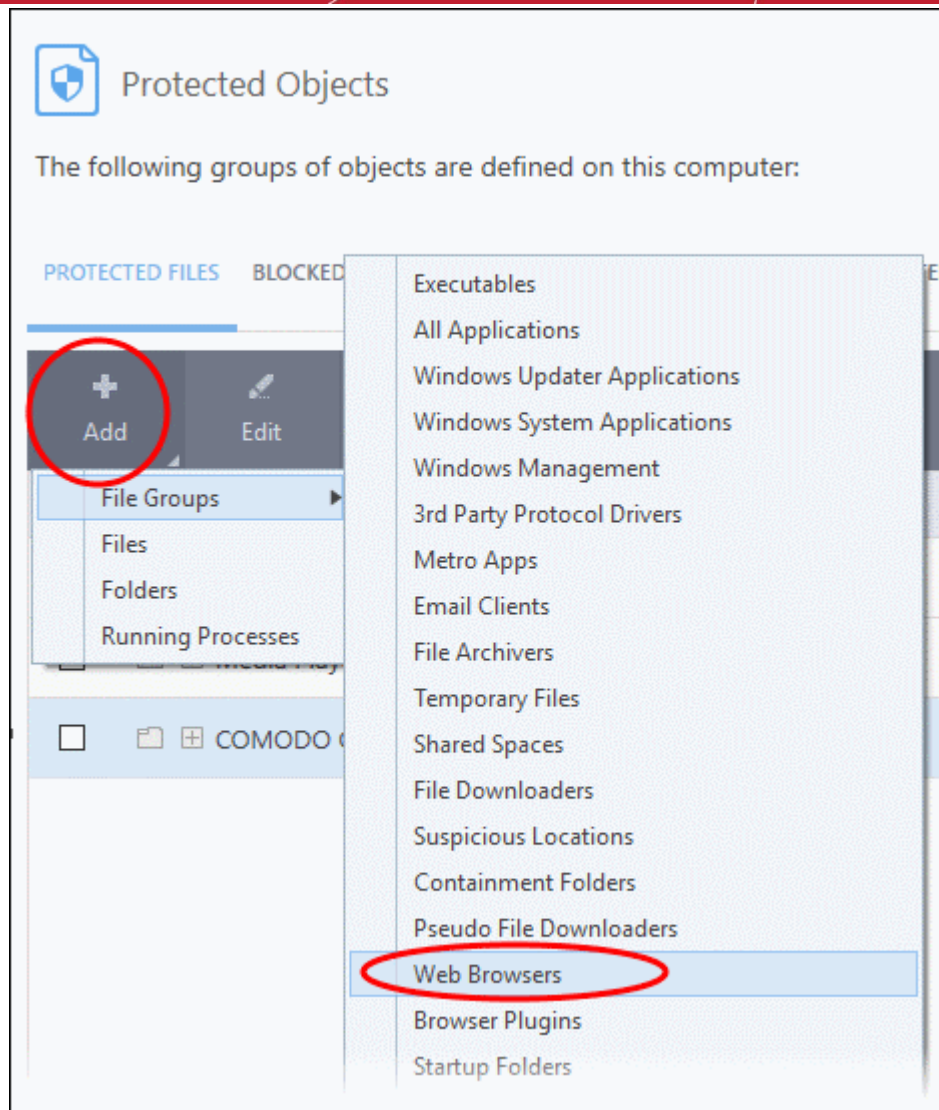 Protected Objects
The following groups of objects are defined on this computer:
PROTECTED FILES BLOCKED
Add Edit
File Groups
Files
Folders
Running Processes
COMODO
Executables
All Applications
Windows Updater Applications
Windows System Applications
Windows Management
3rd Party Protocol Drivers
Metro Apps
Email Clients
File Archivers
Temporary Files
Shared Spaces
File Downloaders
Suspicious Locations
Containment Folders
Pseudo File Downloaders
Web Browsers
Browser Plugins
Startup Folders